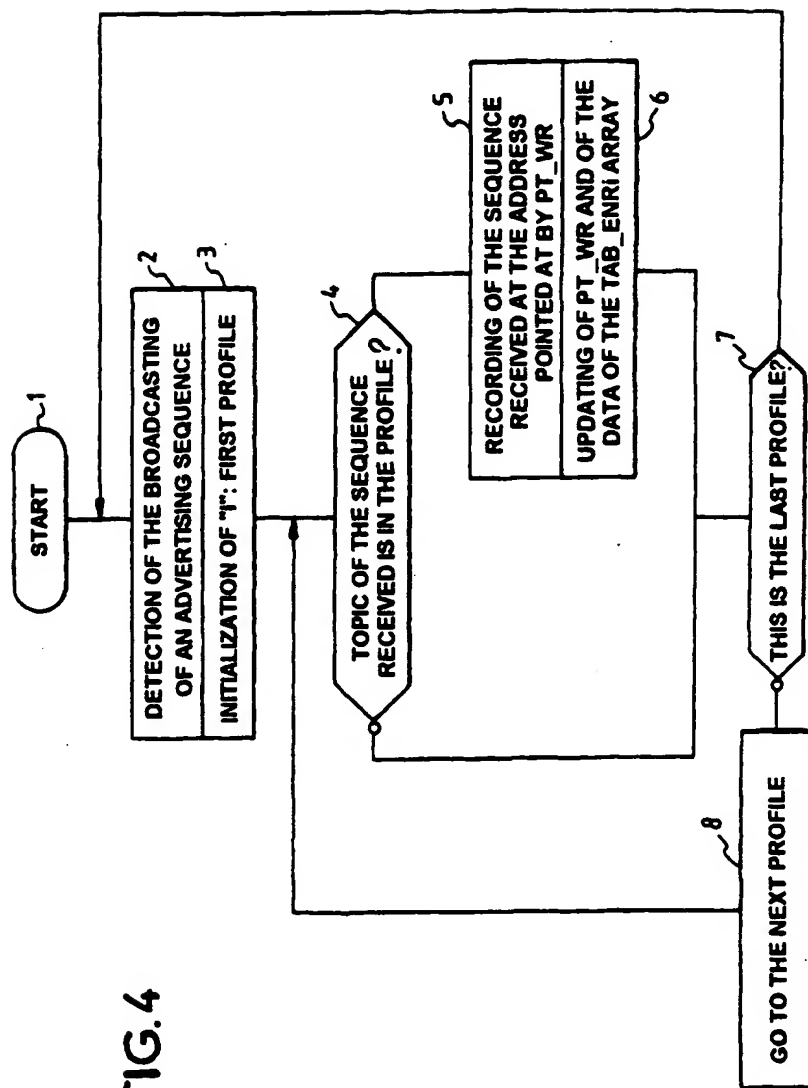 START
1
DETECTION OF THE BROADCASTING
OF AN ADVERTISING SEQUENCE
2
INITIALIZATION OF "I": FIRST PROFILE
3
TOPIC OF THE SEQUENCE
RECEIVED IS IN THE PROFILE?
4
RECORDING OF THE SEQUENCE
RECEIVED AT THE ADDRESS
POINTED AT BY PT_WR
5
UPDATING OF PT_WR AND OF THE
DATA OF THE TAB_ENRi ARRAY
6
THIS IS THE LAST PROFILE?
7
GO TO THE NEXT PROFILE
8
FIG.4